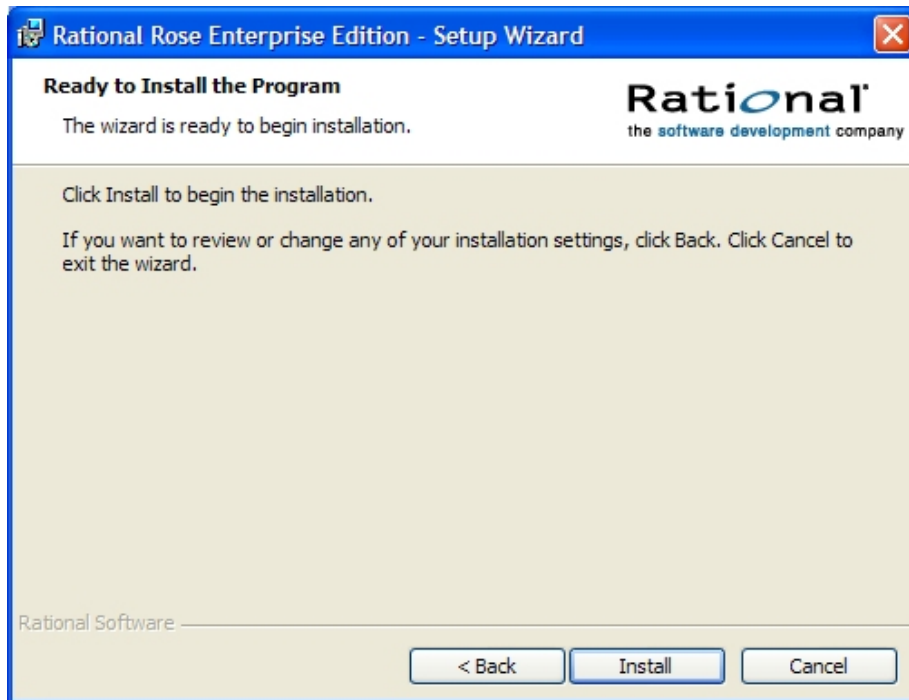 Rational Rose Enterprise Edition - Setup Wizard
Ready to Install the Program
The wizard is ready to begin installation.
Rational
the software development company
Click Install to begin the installation.
If you want to review or change any of your installation settings, click Back. Click Cancel to
exit the wizard.
Rational Software
< Back
Install
Cancel